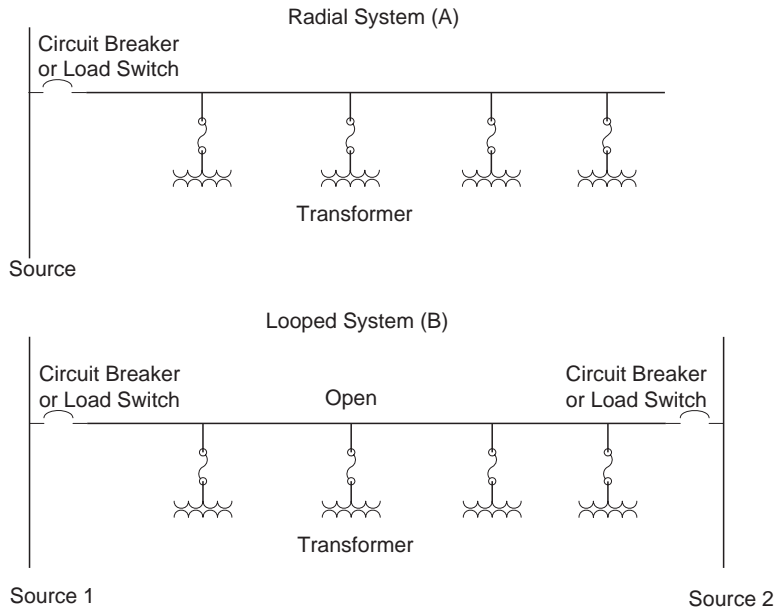 Radial System (A)
Circuit Breaker
or Load Switch
Transformer
Source
Looped System (B)
Circuit Breaker
or Load Switch
Open
Circuit Breaker
or Load Switch
Transformer
Source 1
Source 2